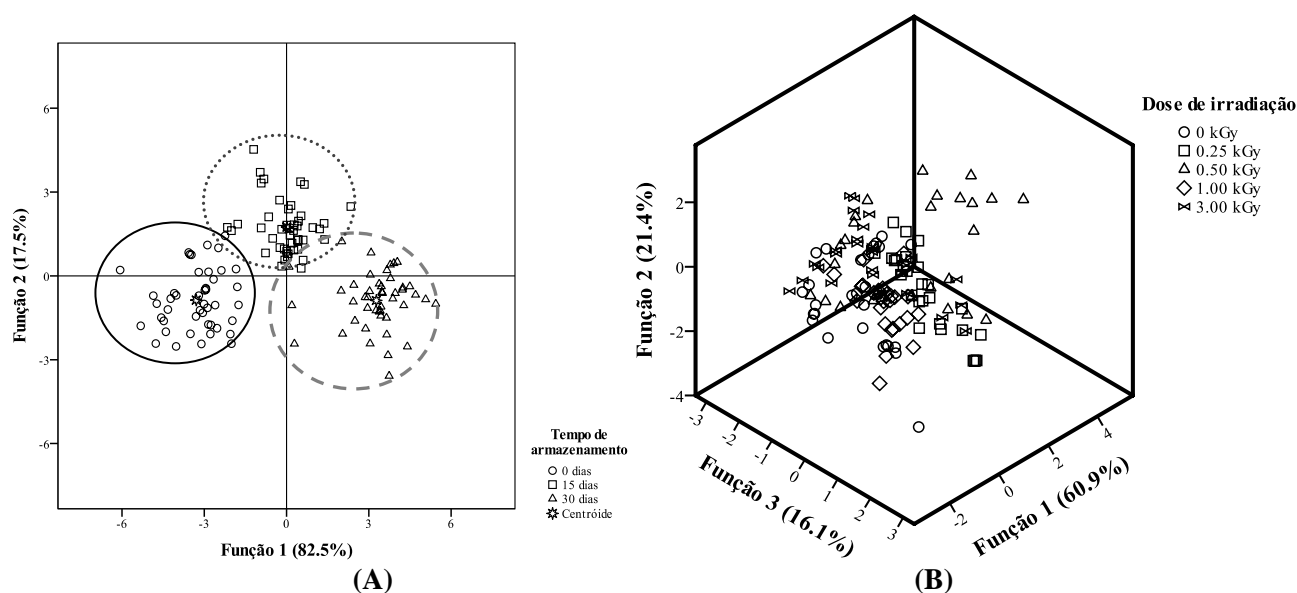 6
3
0
-3
-6
Função 2 (17.5%)
-6
-3
0
3
6
Função 1 (82.5%)
Tempo de
armazenamento
0 dias
15 dias
30 dias
Centróide
(A)
Dose de irradiação
0 kGy
0.25 kGy
0.50 kGy
1.00 kGy
3.00 kGy
2
0
-2
-4
Função 2 (21.4%)
-3
-2
-1
0
1
2
3
Função 3 (16.1%)
-2
0
2
4
Função 1 (60.9%)
(B)